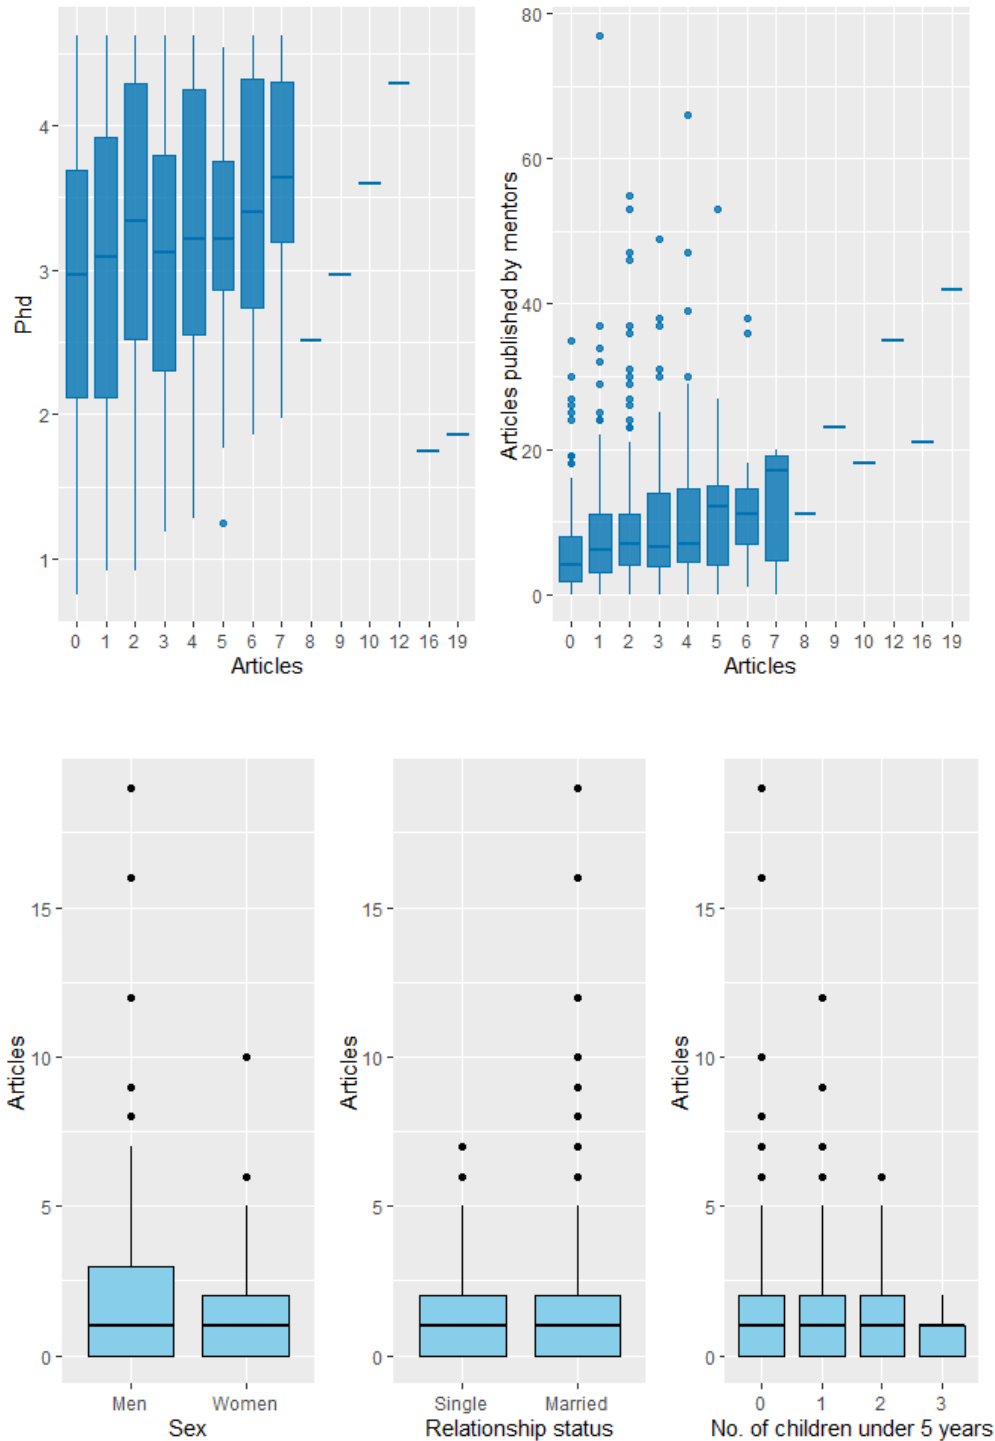 Phd
4
3
2
1
0 1 2 3 4 5 6 7 8 9 10 12 16 19
Articles
Articles published by mentors
80
60
40
20
0
0 1 2 3 4 5 6 7 8 9 10 12 16 19
Articles
Articles
15
10
5
0
Men Women
Sex
Articles
15
10
5
0
Single Married
Relationship status
Articles
15
10
5
0
0 1 2 3
No. of children under 5 years